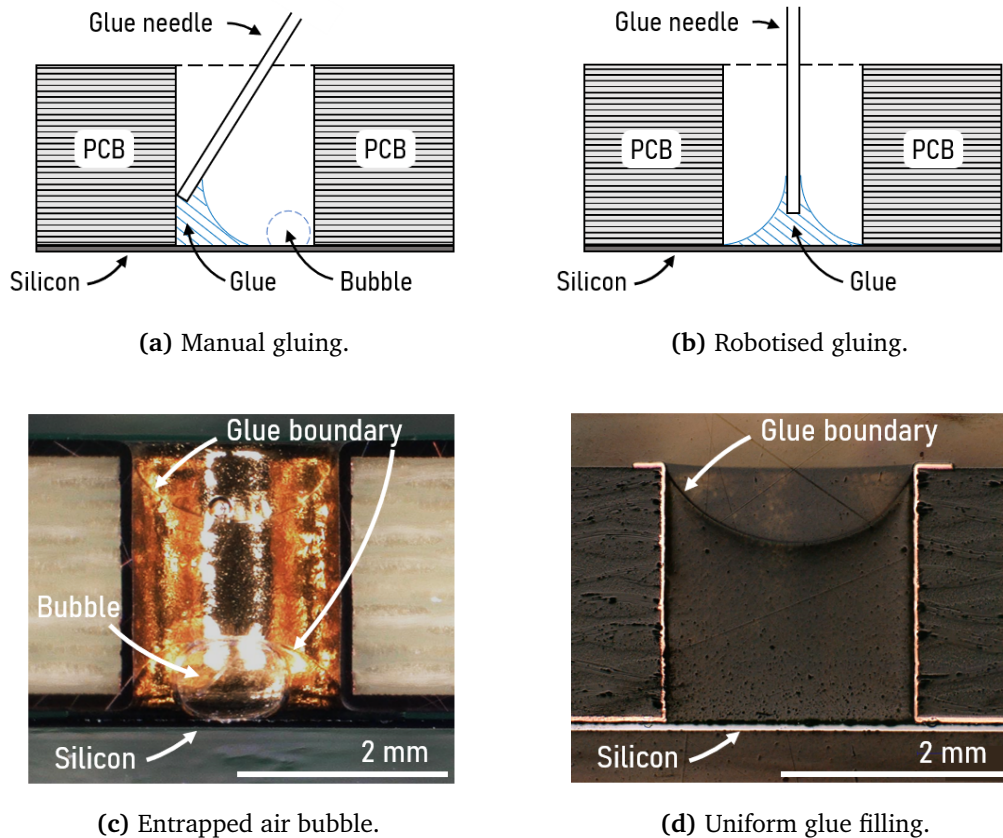 Glue needle
PCB
PCB
Silicon
Glue
Bubble
(a) Manual gluing.
Glue needle
PCB
PCB
Silicon
Glue
(b) Robotised gluing.
Glue boundary
Bubble
Silicon
2 mm
(c) Entrapped air bubble.
Glue boundary
Silicon
2 mm
(d) Uniform glue filling.